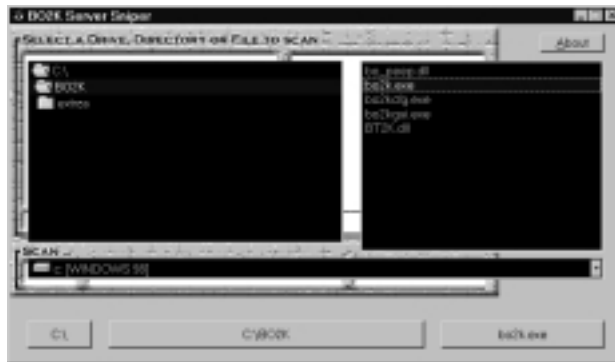 BO2K Server Sniper
SELECT A DRIVE, DIRECTORY OR FILE TO SCAN
About
C:\
BO2K
extras
bo_peep.dll
bo2k.exe
bo2kcfg.exe
bo2kgui.exe
BT2K.dll
SCAN
c: [WINDOWS 98]
C:\
C:\BO2K
bo2k.exe